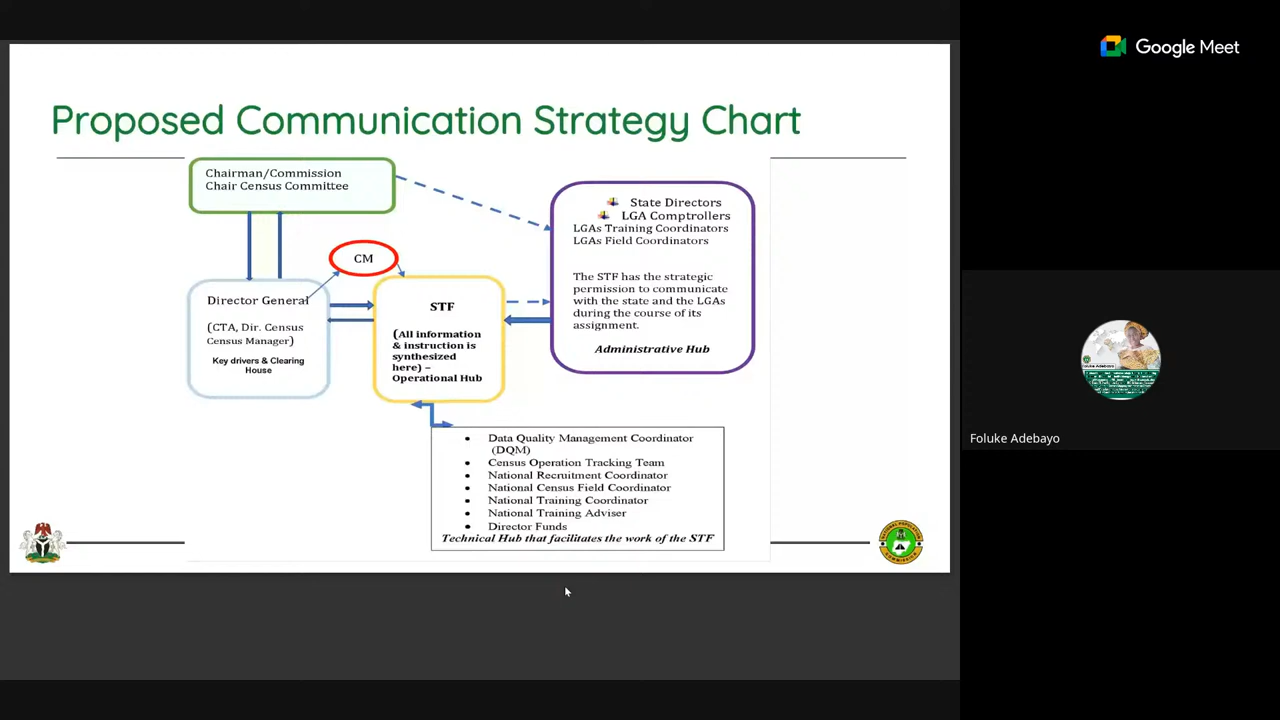 Google Meet
Proposed Communication Strategy Chart
Chairman/Commission
Chair Census Committee
State Directors
LGA Comptrollers
LGAs Training Coordinators
LGAs Field Coordinators
The STF has the strategic
permission to communicate
with the state and the LGAs
during the course of its
assignment.
Administrative Hub
CM
Director General
(CTA, Dir. Census
Census Manager)
Key drivers & Clearing
House
STF
(All information
& instruction is
synthesized
here) –
Operational Hub
• Data Quality Management Coordinator
(DQM)
• Census Operation Tracking Team
• National Recruitment Coordinator
• National Census Field Coordinator
• National Training Coordinator
• National Training Adviser
• Director Funds
Technical Hub that facilitates the work of the STF
Foluke Adebayo